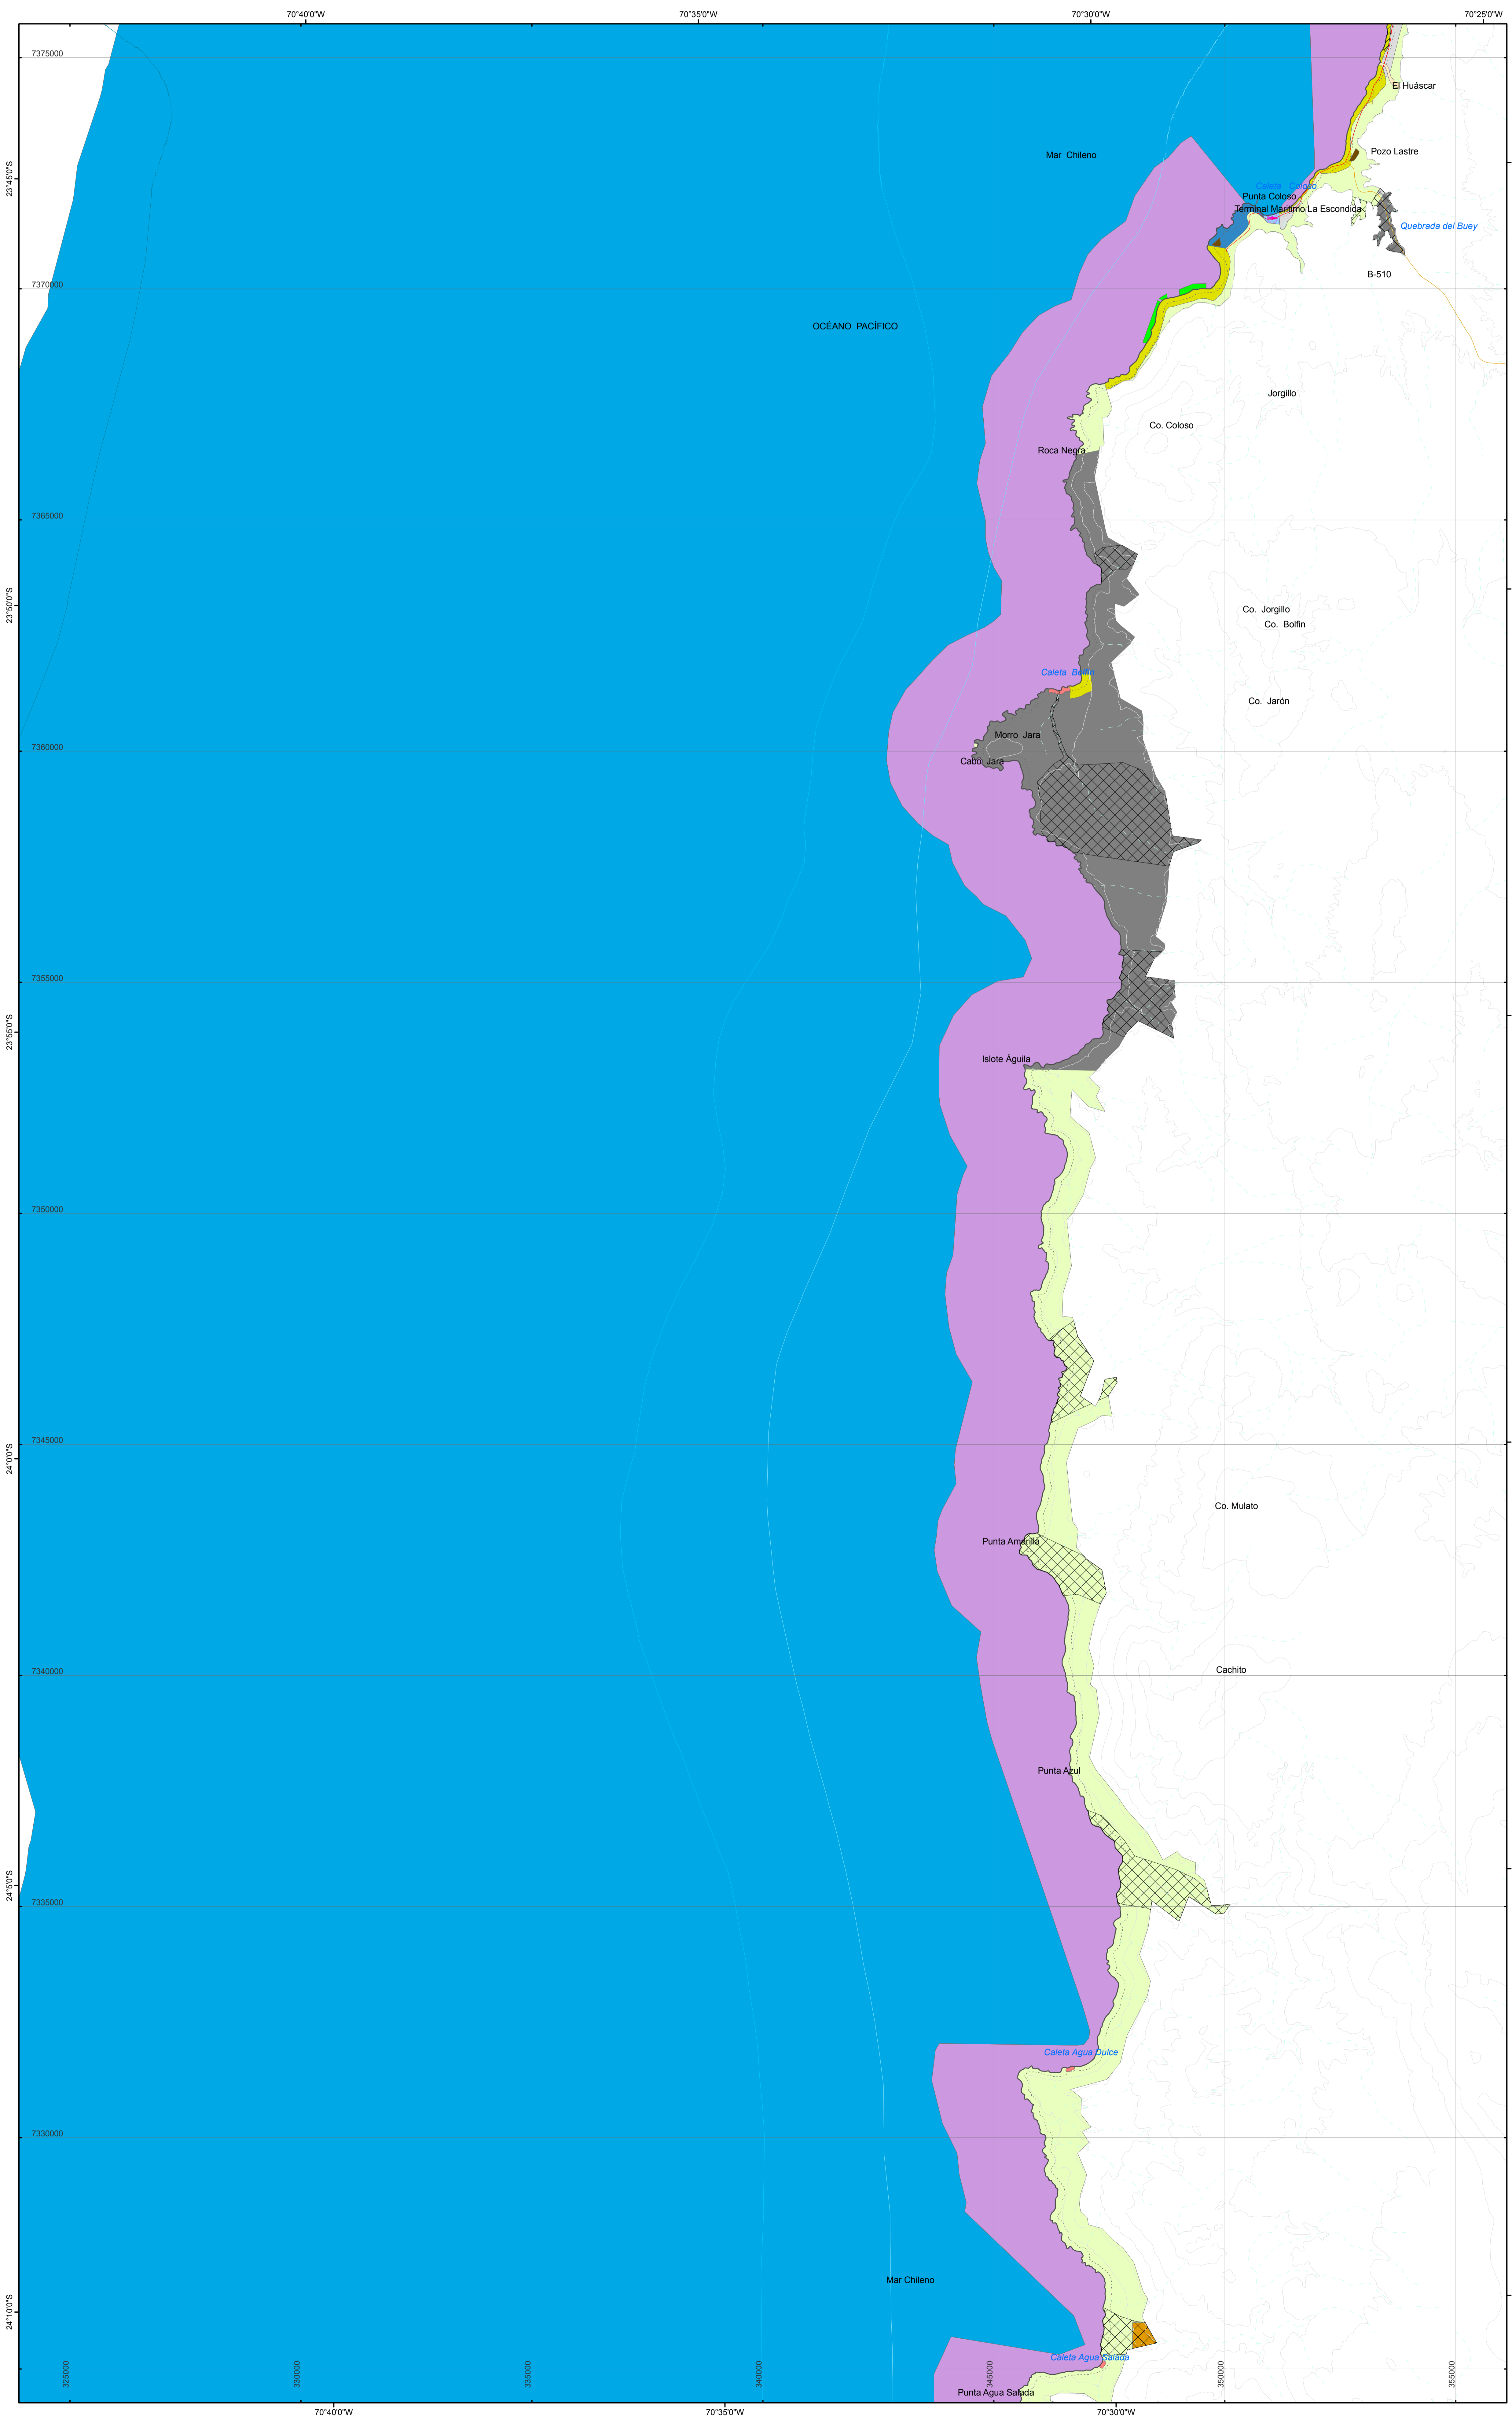 70°40'0"W
70°35'0"W
70°30'0"W
70°25'0"W
7375000
El Huáscar
Mar Chileno
Pozo Lastre
23°45'0"S
Caleta Coloso
Punta Coloso
Terminal Marítimo La Escondida
Quebrada del Buey
B-510
7370000
OCÉANO PACÍFICO
Jorgillo
Co. Coloso
Roca Negra
7365000
23°50'0"S
Co. Jorgillo
Co. Bolfin
Caleta Bolfin
Co. Jarón
Morro Jara
7360000
Cabo Jara
7355000
23°55'0"S
Islote Águila
7350000
7345000
24°0'0"S
Co. Mulato
Punta Amarilla
7340000
Cachito
Punta Azul
24°5'0"S
7335000
Caleta Agua Dulce
7330000
Mar Chileno
24°10'0"S
Caleta Agua Salada
325000
330000
335000
340000
345000
350000
355000
Punta Agua Salada
70°40'0"W
70°35'0"W
70°30'0"W